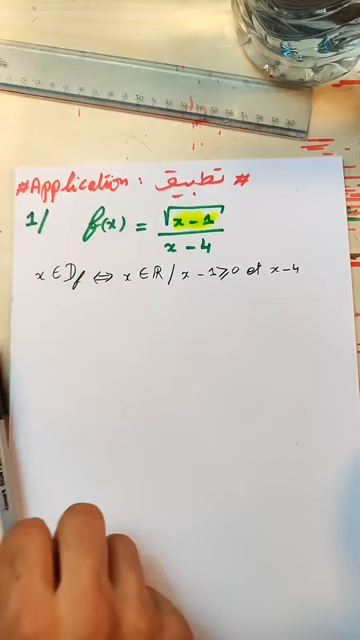 #Application: تطبيق #
1/ f(x) = √(x - 1) / (x - 4)
x ∈ Df ⇔ x ∈ ℝ / x - 1 ⩾ 0 et x - 4